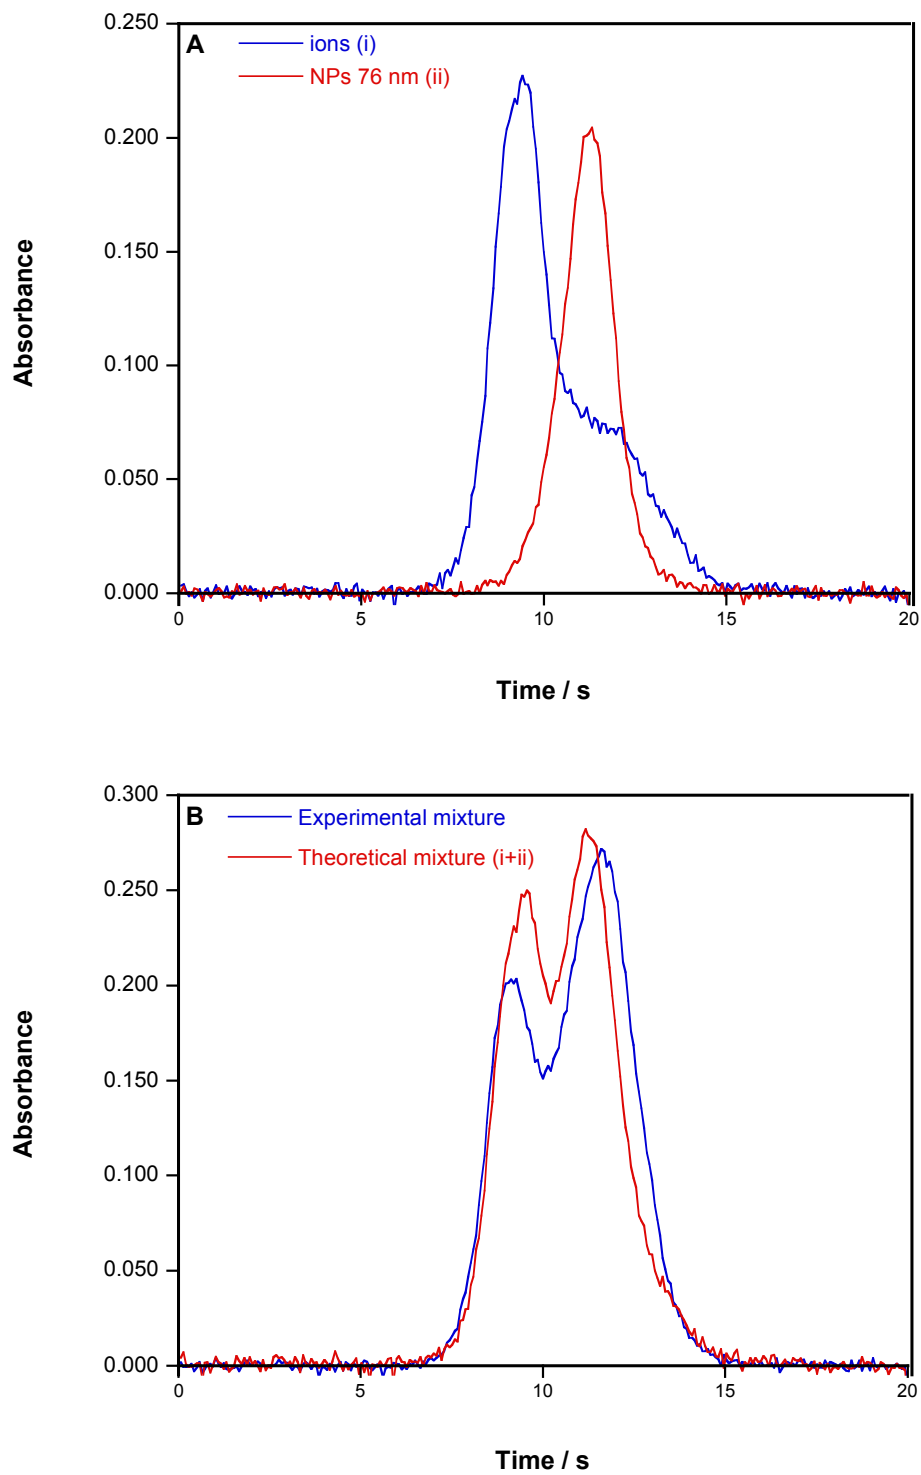 0.250
A
ions (i)
NPs 76 nm (ii)
0.200
0.150
Absorbance
0.100
0.050
0.000
0 5 10 15 20
Time / s
0.300
B
Experimental mixture
Theoretical mixture (i+ii)
0.250
0.200
0.150
Absorbance
0.100
0.050
0.000
0 5 10 15 20
Time / s